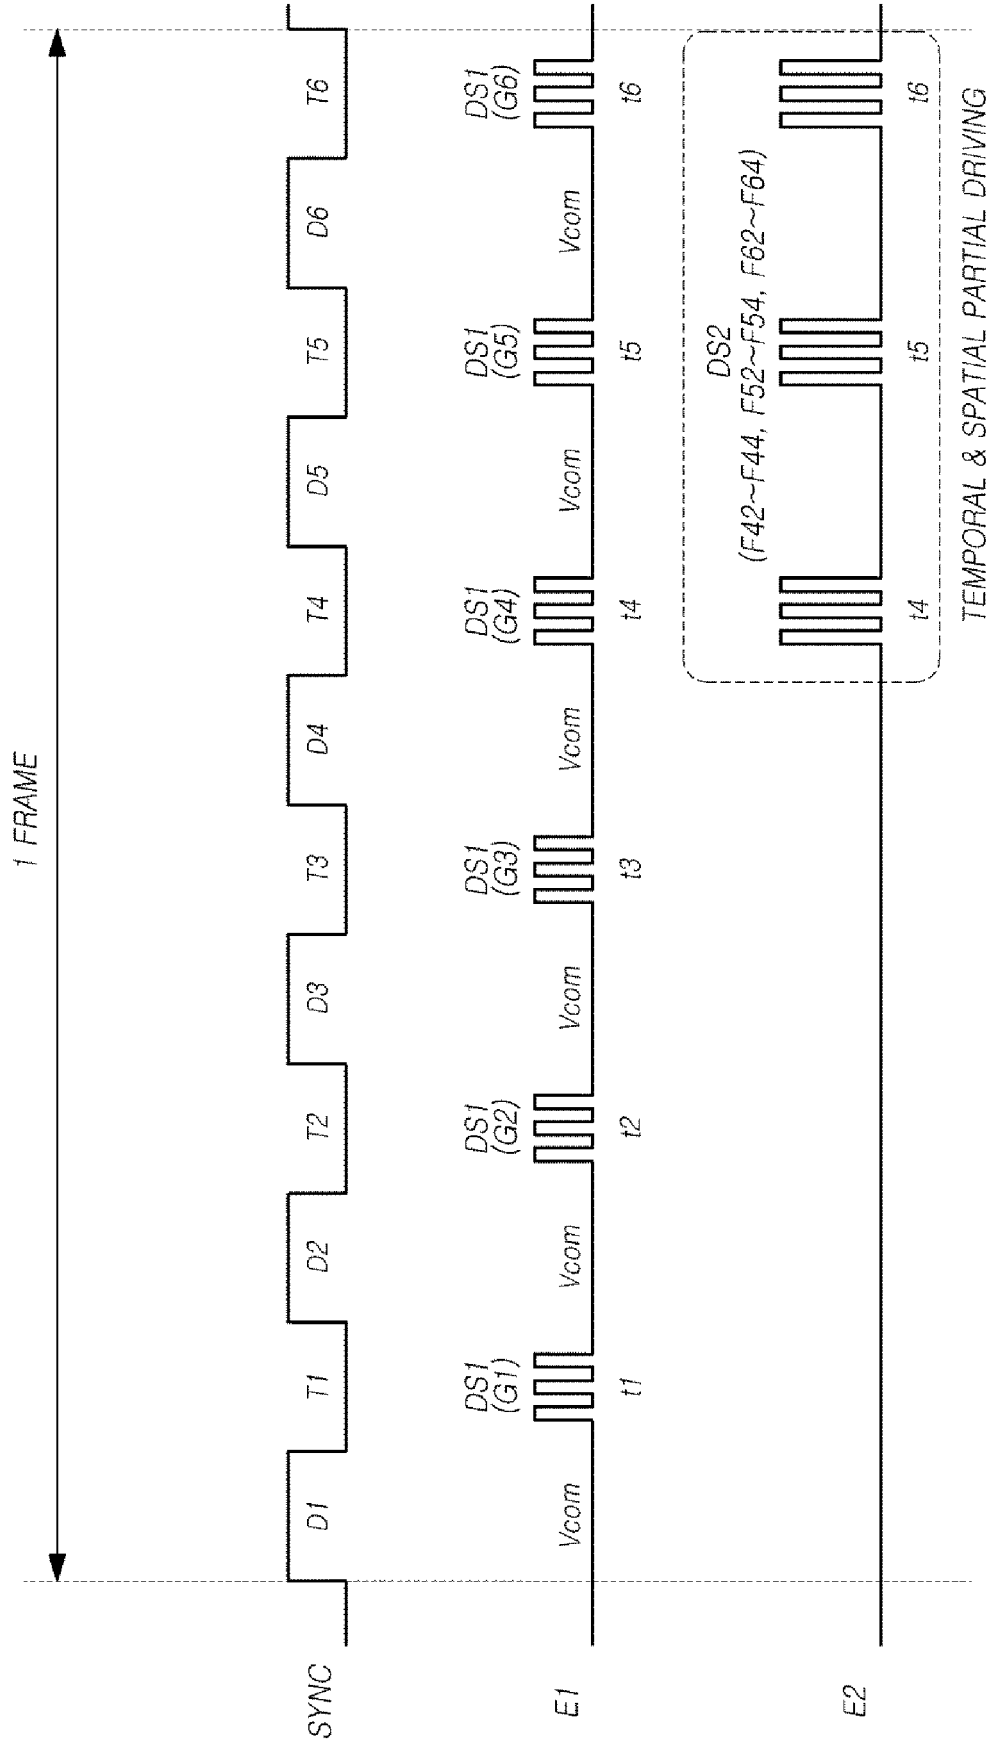 1 FRAME
SYNC
D1
T1
D2
T2
D3
T3
D4
T4
D5
T5
D6
T6
E1
Vcom
DS1
(G1)
t1
Vcom
DS1
(G2)
t2
Vcom
DS1
(G3)
t3
Vcom
DS1
(G4)
t4
Vcom
DS1
(G5)
t5
Vcom
DS1
(G6)
t6
E2
DS2
(F42~F44, F52~F54, F62~F64)
t4
t5
t6
TEMPORAL & SPATIAL PARTIAL DRIVING